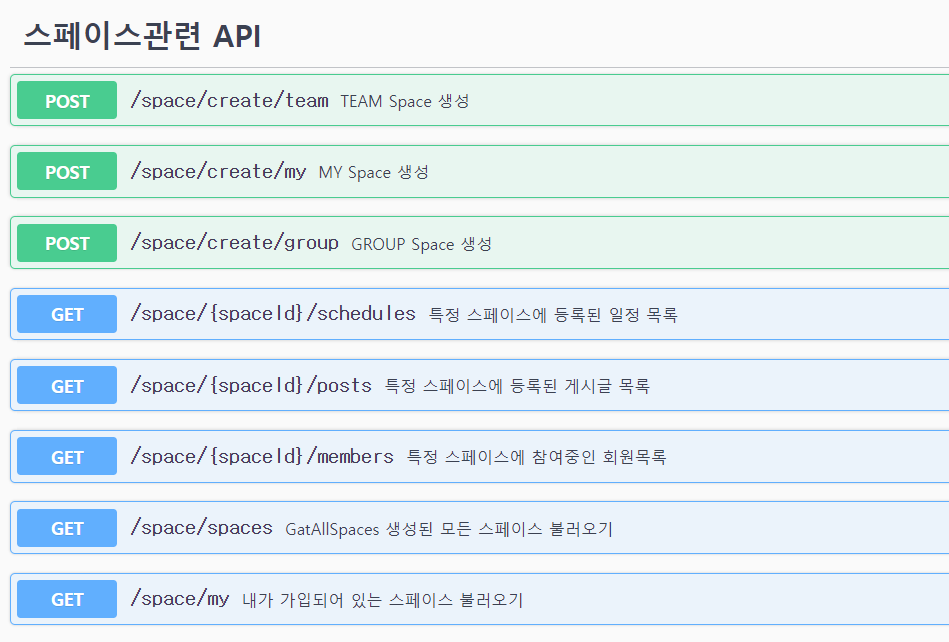 스페이스관련 API
POST /space/create/team TEAM Space 생성
POST /space/create/my MY Space 생성
POST /space/create/group GROUP Space 생성
GET /space/{spaceId}/schedules 특정 스페이스에 등록된 일정 목록
GET /space/{spaceId}/posts 특정 스페이스에 등록된 게시글 목록
GET /space/{spaceId}/members 특정 스페이스에 참여중인 회원목록
GET /space/spaces GatAllSpaces 생성된 모든 스페이스 불러오기
GET /space/my 내가 가입되어 있는 스페이스 불러오기